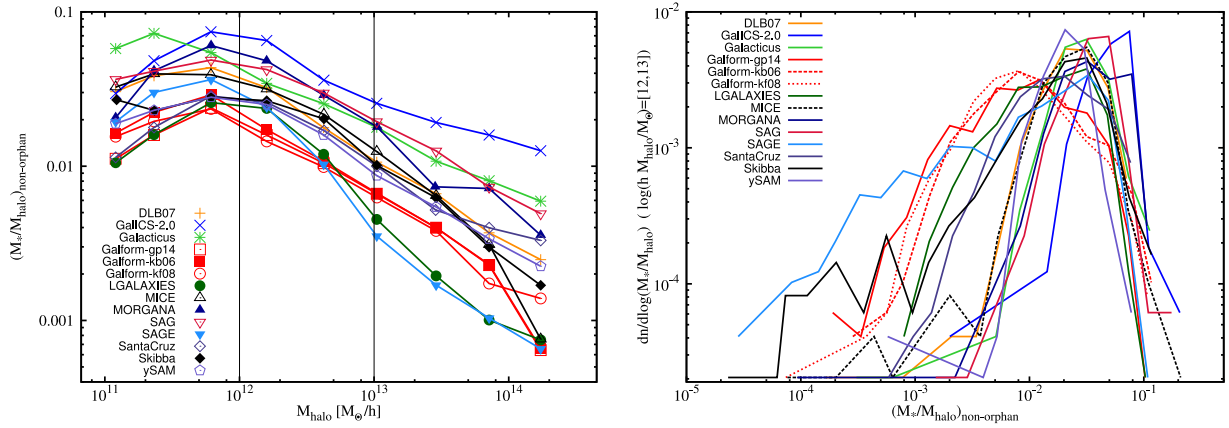 0.1
0.01
0.001
(M*/Mhalo)non-orphan
10^11
10^12
10^13
10^14
Mhalo [M⊙/h]
DLB07
GalICS-2.0
Galacticus
Galform-gp14
Galform-kb06
Galform-kf08
LGALAXIES
MICE
MORGANA
SAG
SAGE
SantaCruz
Skibba
ySAM
10^-2
10^-3
10^-4
dn/dlog(M*/Mhalo) ( log(h Mhalo/M⊙)=[12,13])
DLB07
GalICS-2.0
Galacticus
Galform-gp14
Galform-kb06
Galform-kf08
LGALAXIES
MICE
MORGANA
SAG
SAGE
SantaCruz
Skibba
ySAM
10^-5
10^-4
10^-3
10^-2
10^-1
(M*/Mhalo)non-orphan